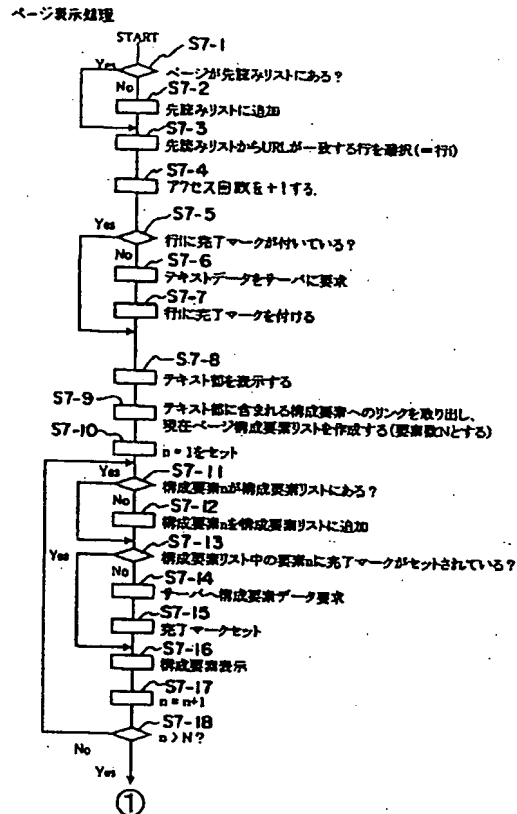 ページ表示処理
START
S7-1
Yes
ページが先読みリストにある?
No
S7-2
先読みリストに追加
S7-3
先読みリストからURLが一致する行を選択(=行i)
S7-4
アクセス回数を+1する.
S7-5
Yes
行iに完了マークが付いている?
No
S7-6
テキストデータをサーバに要求
S7-7
行iに完了マークを付ける
S7-8
テキスト部を表示する
S7-9
テキスト部に含まれる構成要素へのリンクを取り出し、
現在ページ構成要素リストを作成する(要素数Nとする)
S7-10
n=1をセット
S7-11
Yes
構成要素nが構成要素リストにある?
No
S7-12
構成要素nを構成要素リストに追加
S7-13
Yes
構成要素リスト中の要素nに完了マークがセットされている?
No
S7-14
サーバへ構成要素データ要求
S7-15
完了マークセット
S7-16
構成要素表示
S7-17
n=n+1
S7-18
n>N?
No
Yes
①